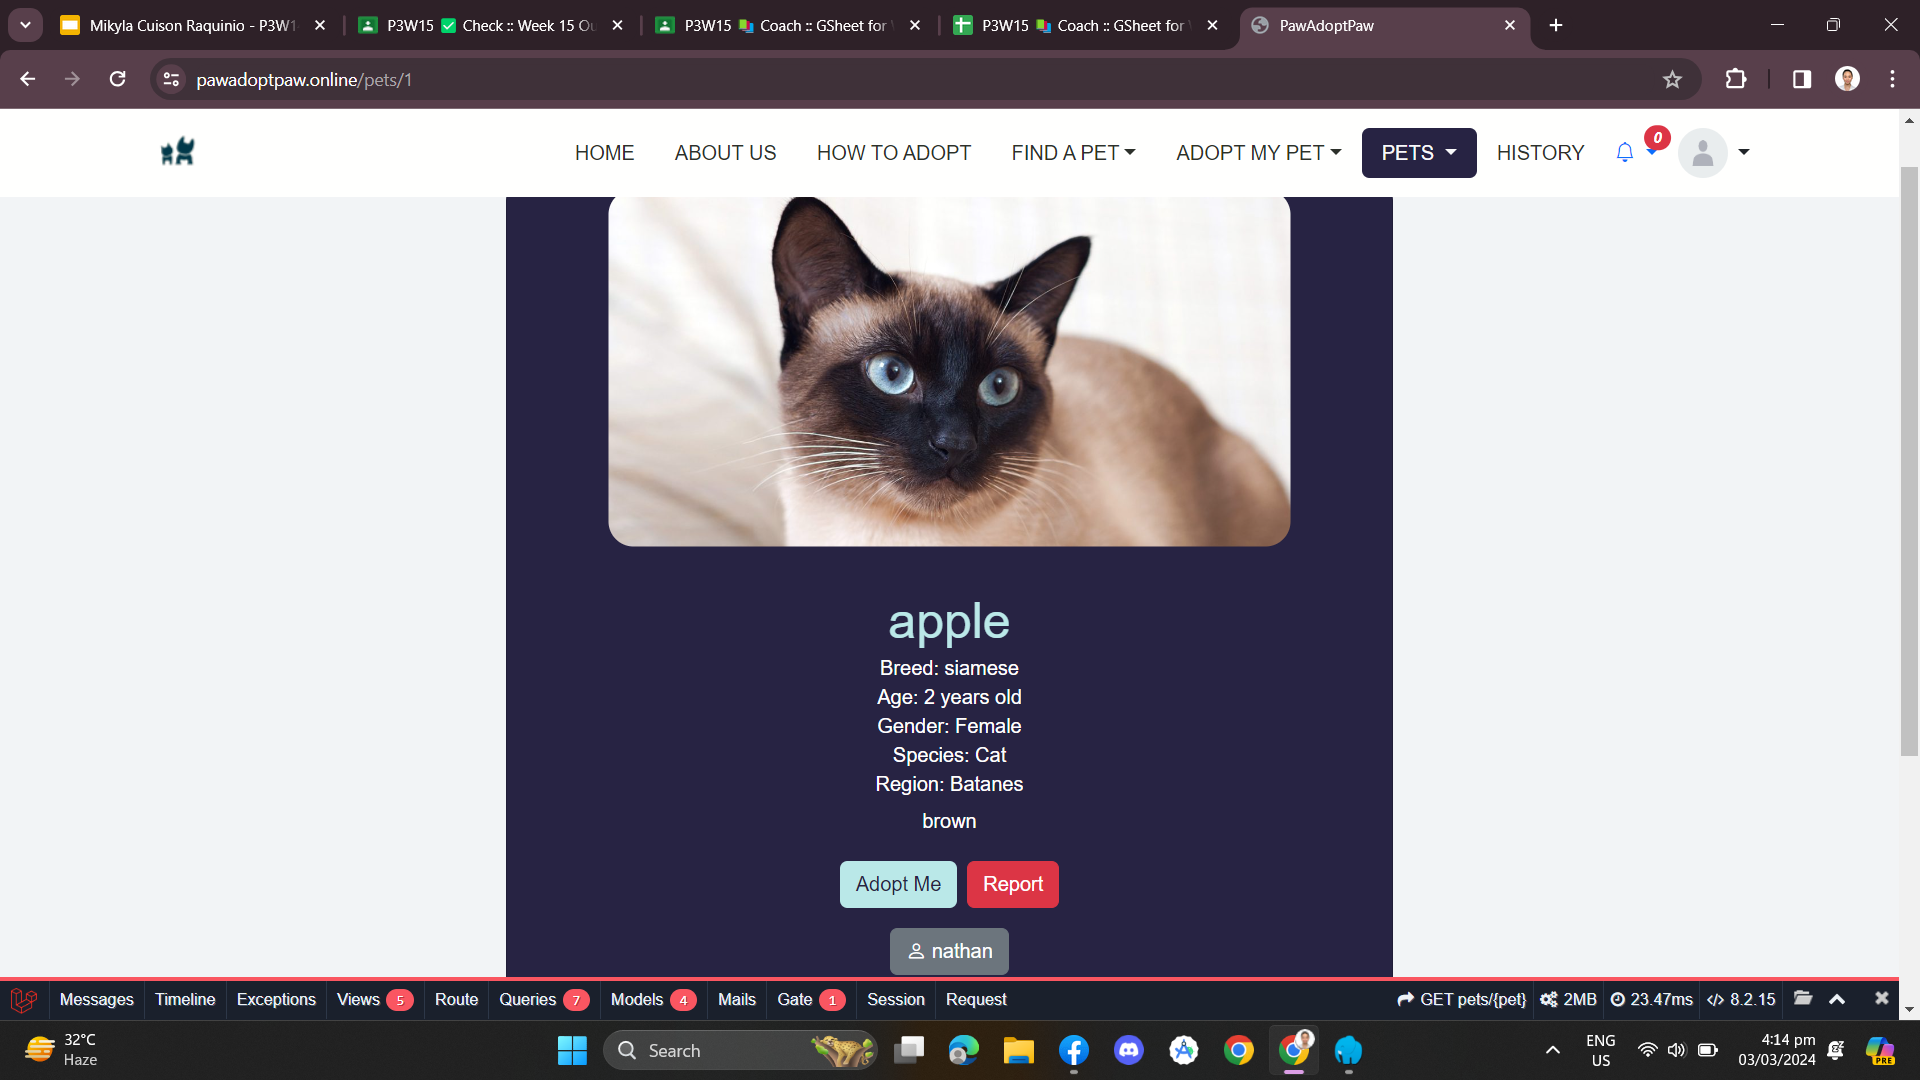 Mikyla Cuison Raquinio - P3W1
P3W15 ✅ Check :: Week 15 Ou
P3W15 📚 Coach :: GSheet for
P3W15 📚 Coach :: GSheet for
PawAdoptPaw
pawadoptpaw.online/pets/1
HOME ABOUT US HOW TO ADOPT FIND A PET ADOPT MY PET PETS HISTORY 0
apple
Breed: siamese
Age: 2 years old
Gender: Female
Species: Cat
Region: Batanes
brown
Adopt Me Report
nathan
Messages Timeline Exceptions Views 5 Route Queries 7 Models 4 Mails Gate 1 Session Request GET pets/{pet} 2MB 23.47ms 8.2.15
32°C
Haze
Search
ENG
US
4:14 pm
03/03/2024
PRE